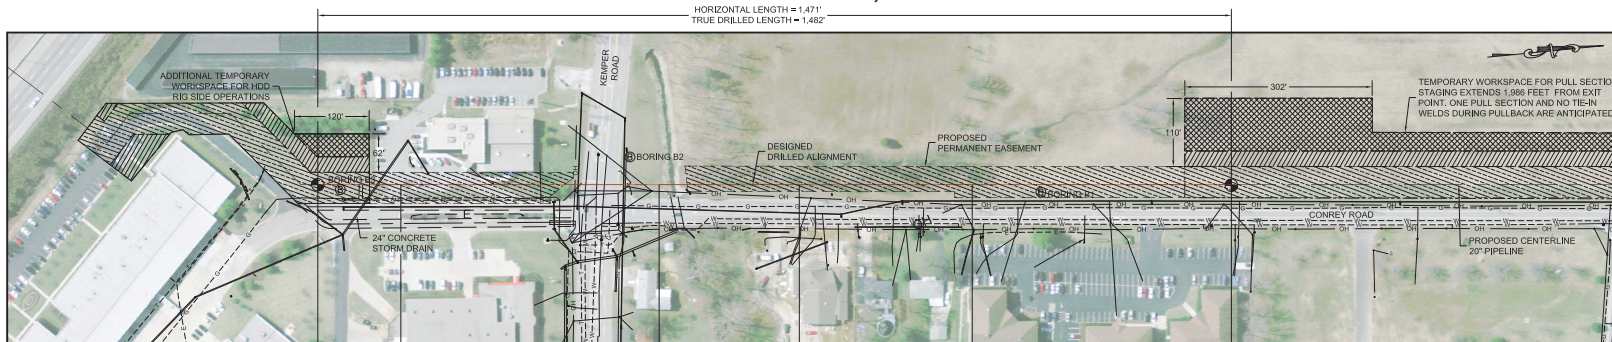 HORIZONTAL LENGTH = 1,471'
TRUE DRILLED LENGTH = 1,482'
ADDITIONAL TEMPORARY
WORKSPACE FOR HDD
RIG SIDE OPERATIONS
120'
62'
KEMPER
ROAD
BORING B3
BORING B2
DESIGNED
DRILLED ALIGNMENT
PROPOSED
PERMANENT EASEMENT
BORING B1
302'
110'
TEMPORARY WORKSPACE FOR PULL SECTIO
STAGING EXTENDS 1,986 FEET FROM EXIT
POINT. ONE PULL SECTION AND NO TIE-IN
WELDS DURING PULLBACK ARE ANTICIPATED
CONREY ROAD
24" CONCRETE
STORM DRAIN
PROPOSED CENTERLINE
20" PIPELINE